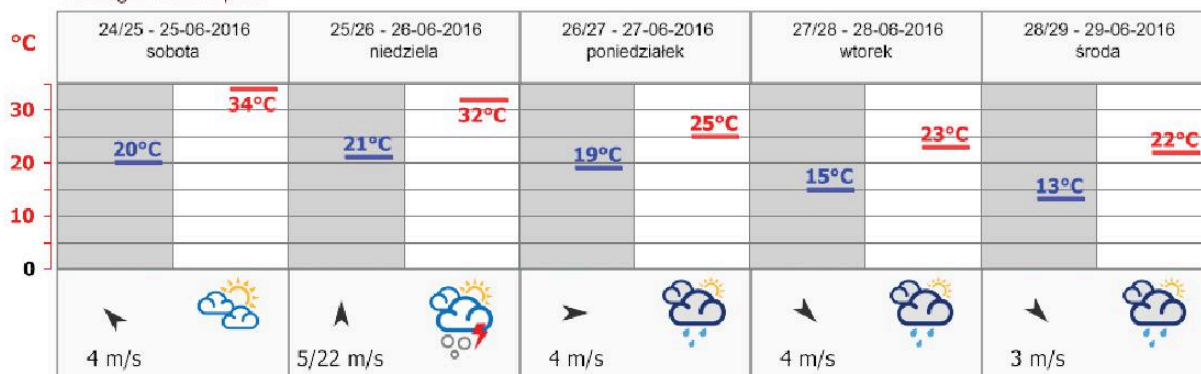 24/25 - 25-06-2016
sobota
25/26 - 26-06-2016
niedziela
26/27 - 27-06-2016
poniedziałek
27/28 - 28-06-2016
wtorek
28/29 - 29-06-2016
środa
°C
30
20
10
0
20°C
34°C
21°C
32°C
19°C
25°C
15°C
23°C
13°C
22°C
4 m/s
5/22 m/s
4 m/s
4 m/s
3 m/s